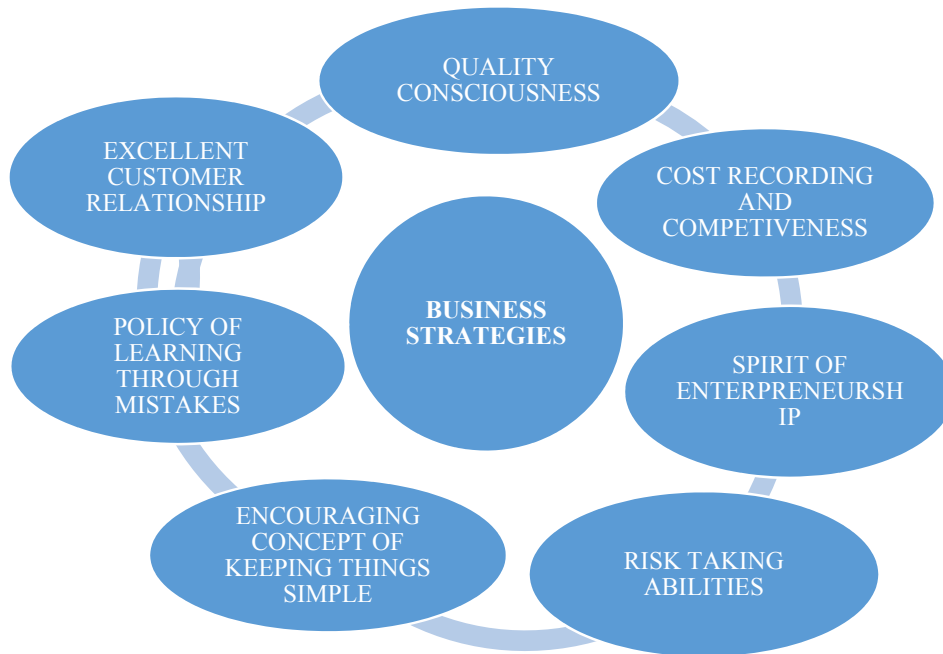 QUALITY
CONSCIOUSNESS
COST RECORDING
AND
COMPETIVENESS
SPIRIT OF
ENTERPRENEURSH
IP
RISK TAKING
ABILITIES
ENCOURAGING
CONCEPT OF
KEEPING THINGS
SIMPLE
POLICY OF
LEARNING
THROUGH
MISTAKES
EXCELLENT
CUSTOMER
RELATIONSHIP
BUSINESS
STRATEGIES